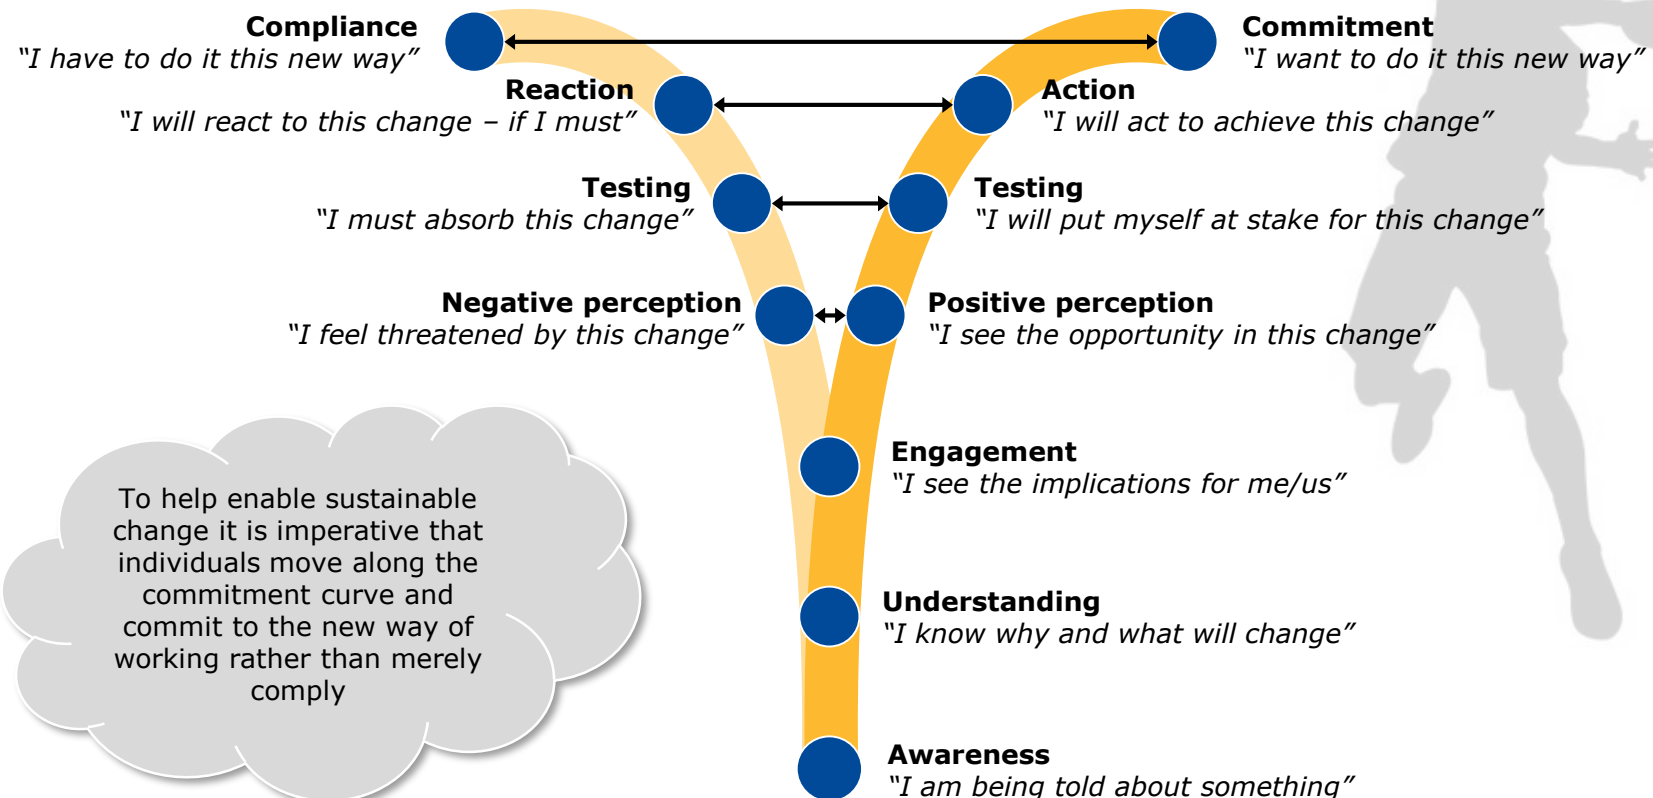 Compliance
“I have to do it this new way”
Commitment
“I want to do it this new way”
Reaction
“I will react to this change – if I must”
Action
“I will act to achieve this change”
Testing
“I must absorb this change”
Testing
“I will put myself at stake for this change”
Negative perception
“I feel threatened by this change”
Positive perception
“I see the opportunity in this change”
Engagement
“I see the implications for me/us”
To help enable sustainable
change it is imperative that
individuals move along the
commitment curve and
commit to the new way of
working rather than merely
comply
Understanding
“I know why and what will change”
Awareness
“I am being told about something”